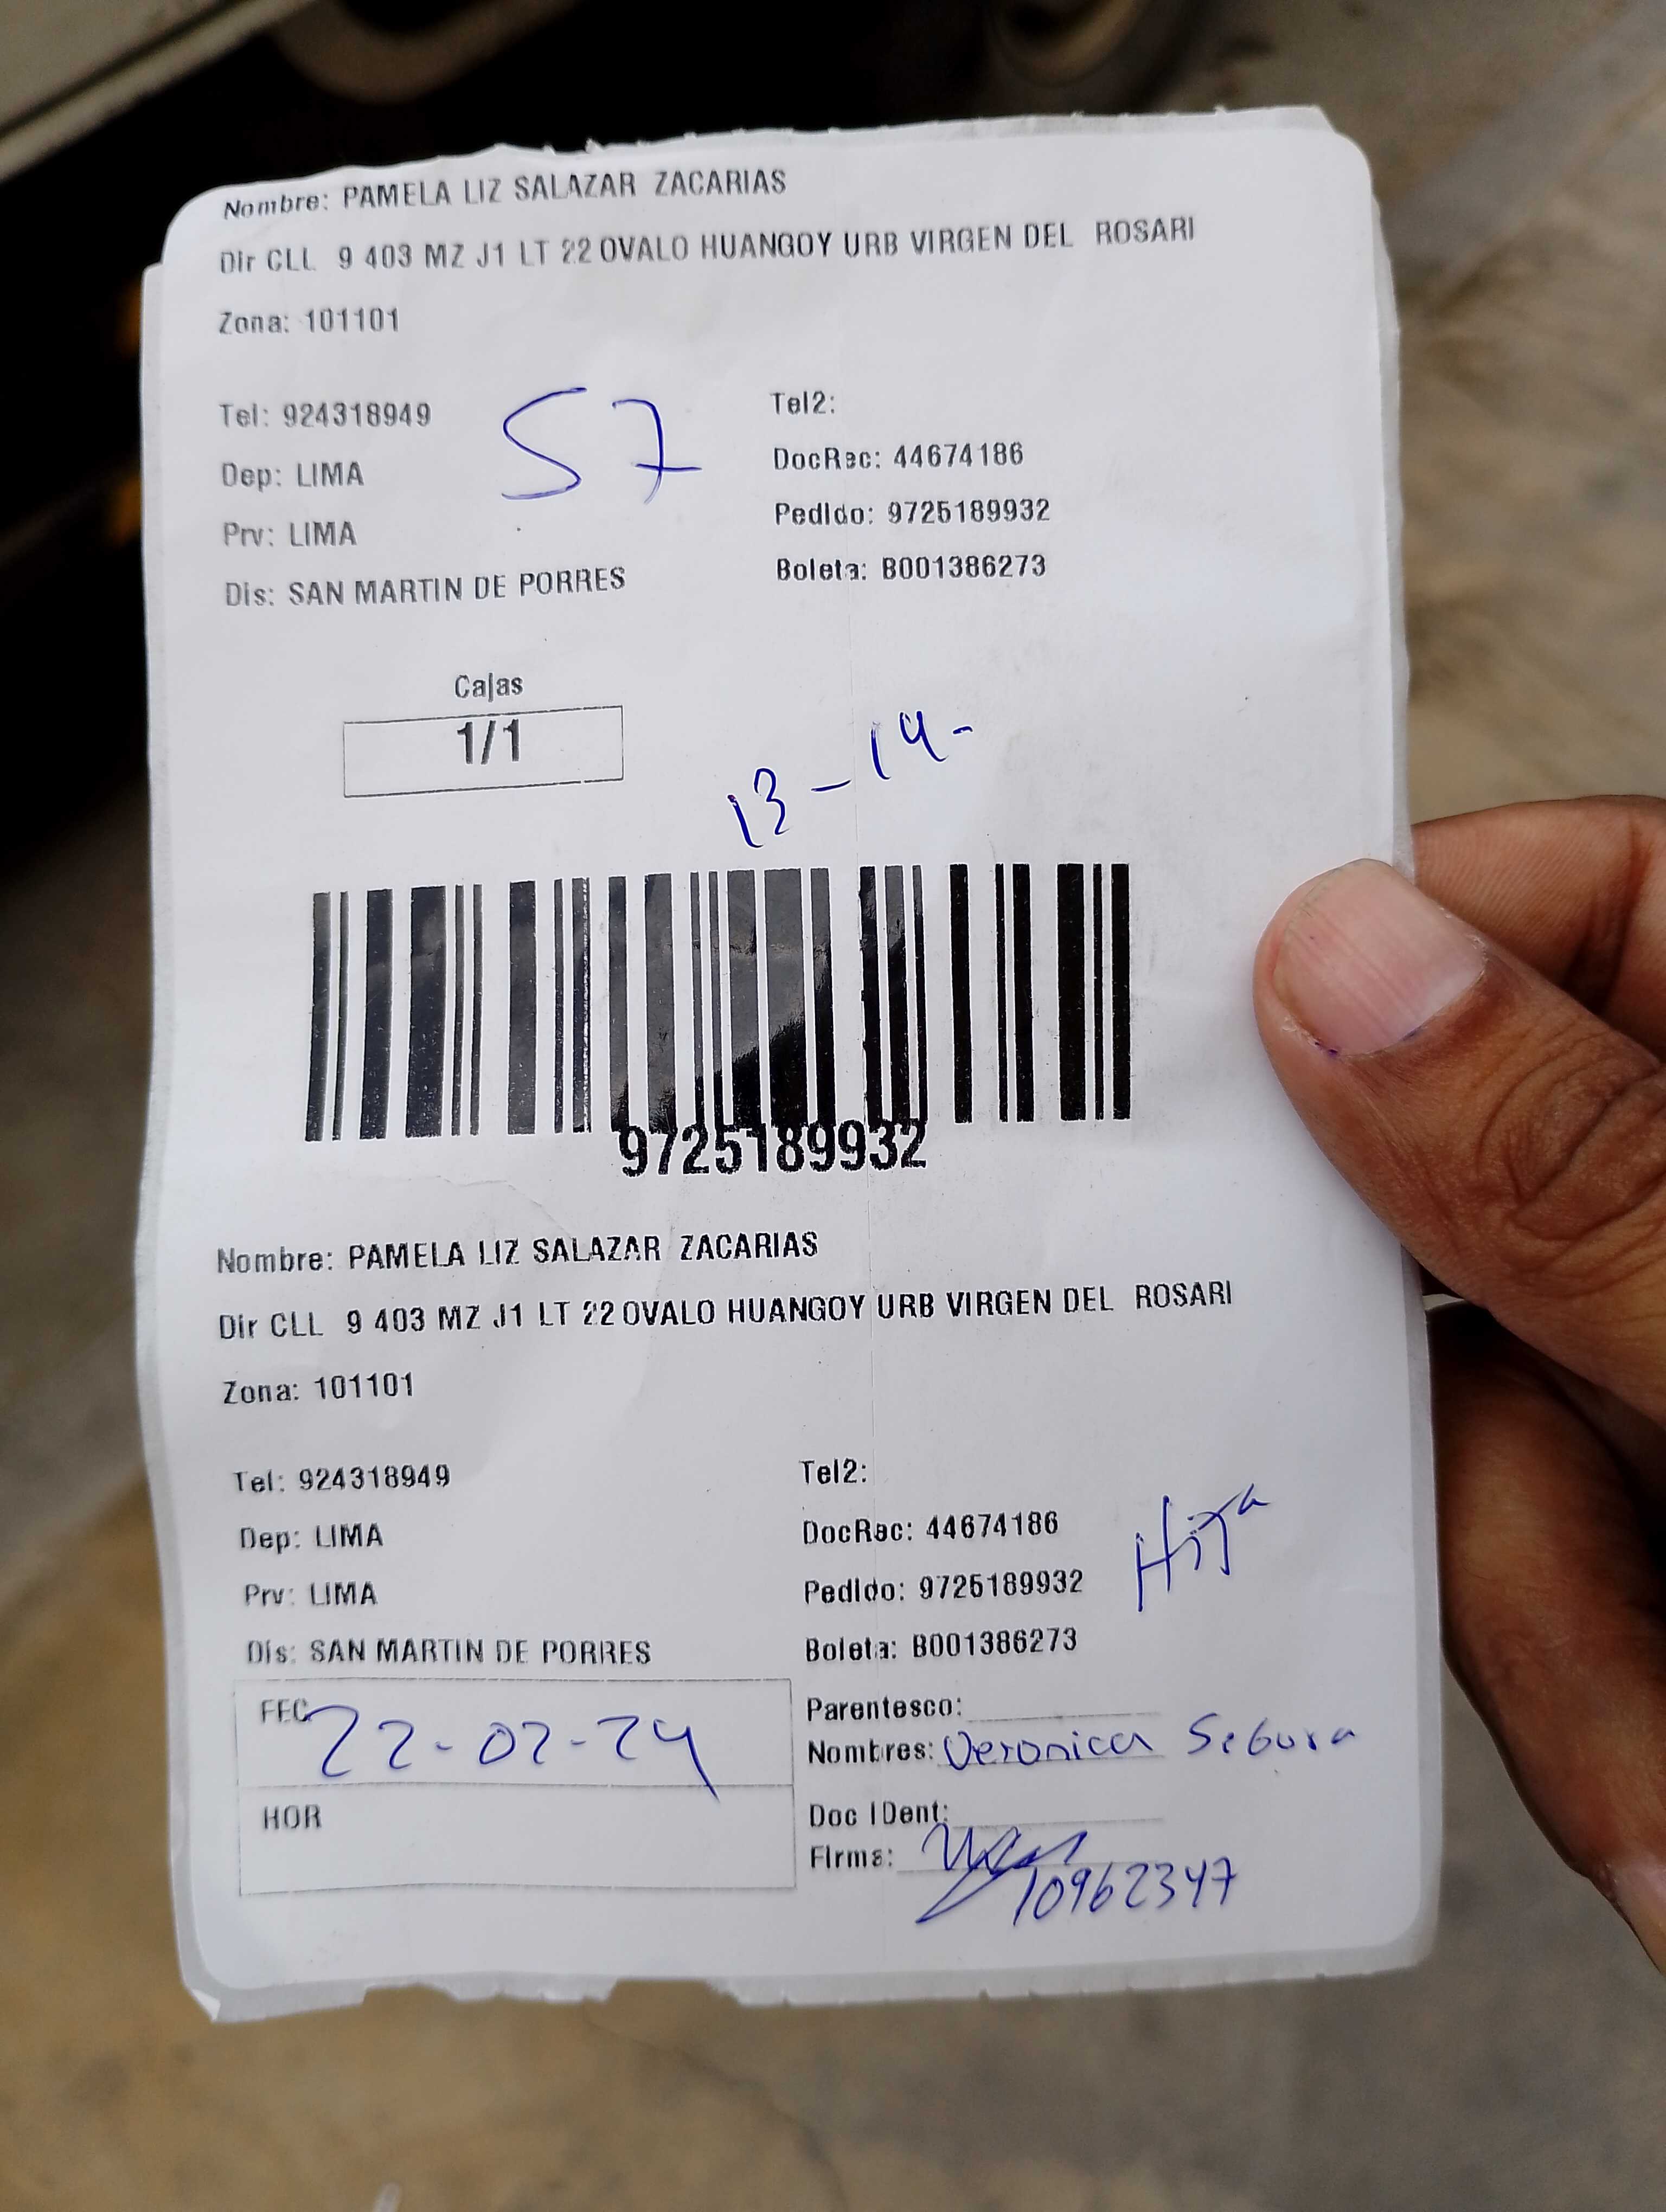 Nombre: PAMELA LIZ SALAZAR ZACARIAS
Dir CLL 9 403 MZ J1 LT 22 OVALO HUANGOY URB VIRGEN DEL ROSARI
Zona: 101101
Tel: 924318949
57
Tel2:
Dep: LIMA
DocRec: 44674186
Prv: LIMA
Pedido: 9725189932
Dis: SAN MARTIN DE PORRES
Boleta: B001386273
Cajas
1/1
13-14-
9725189932
Nombre: PAMELA LIZ SALAZAR ZACARIAS
Dir CLL 9 403 MZ J1 LT 22 OVALO HUANGOY URB VIRGEN DEL ROSARI
Zona: 101101
Tel: 924318949
Tel2:
Dep: LIMA
DocRec: 44674186
Hija
Prv: LIMA
Pedido: 9725189932
Dis: SAN MARTIN DE PORRES
Boleta: B001386273
FEC 22-02-24
Parentesco:
Nombres: Veronica Segura
HOR
Doc IDent:
Firma:
10962347